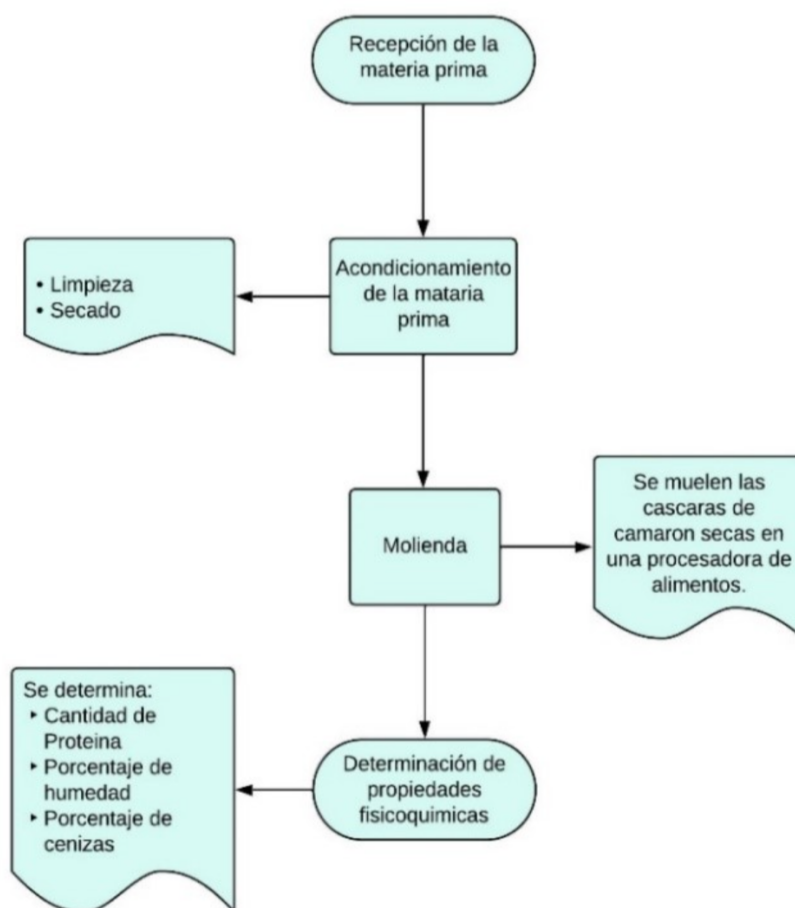 Recepción de la
materia prima
Acondicionamiento
de la mataria
prima
• Limpieza
• Secado
Molienda
Se muelen las
cascaras de
camaron secas en
una procesadora de
alimentos.
Determinación de
propiedades
fisicoquimicas
Se determina:
‣ Cantidad de
Proteina
‣ Porcentaje de
humedad
‣ Porcentaje de
cenizas